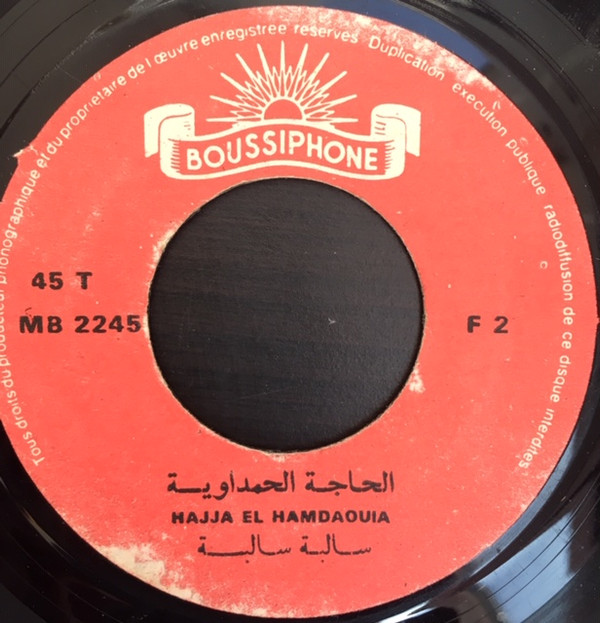 Tous droits du producteur phonographique et du propriétaire de l'œuvre enregistrée réservés Duplication exécution publique radiodiffusion de ce disque interdites
BOUSSIPHONE
45 T
MB 2245
F 2
الحاجة الحمداوية
HAJJA EL HAMDAOUIA
سالبة سالبة